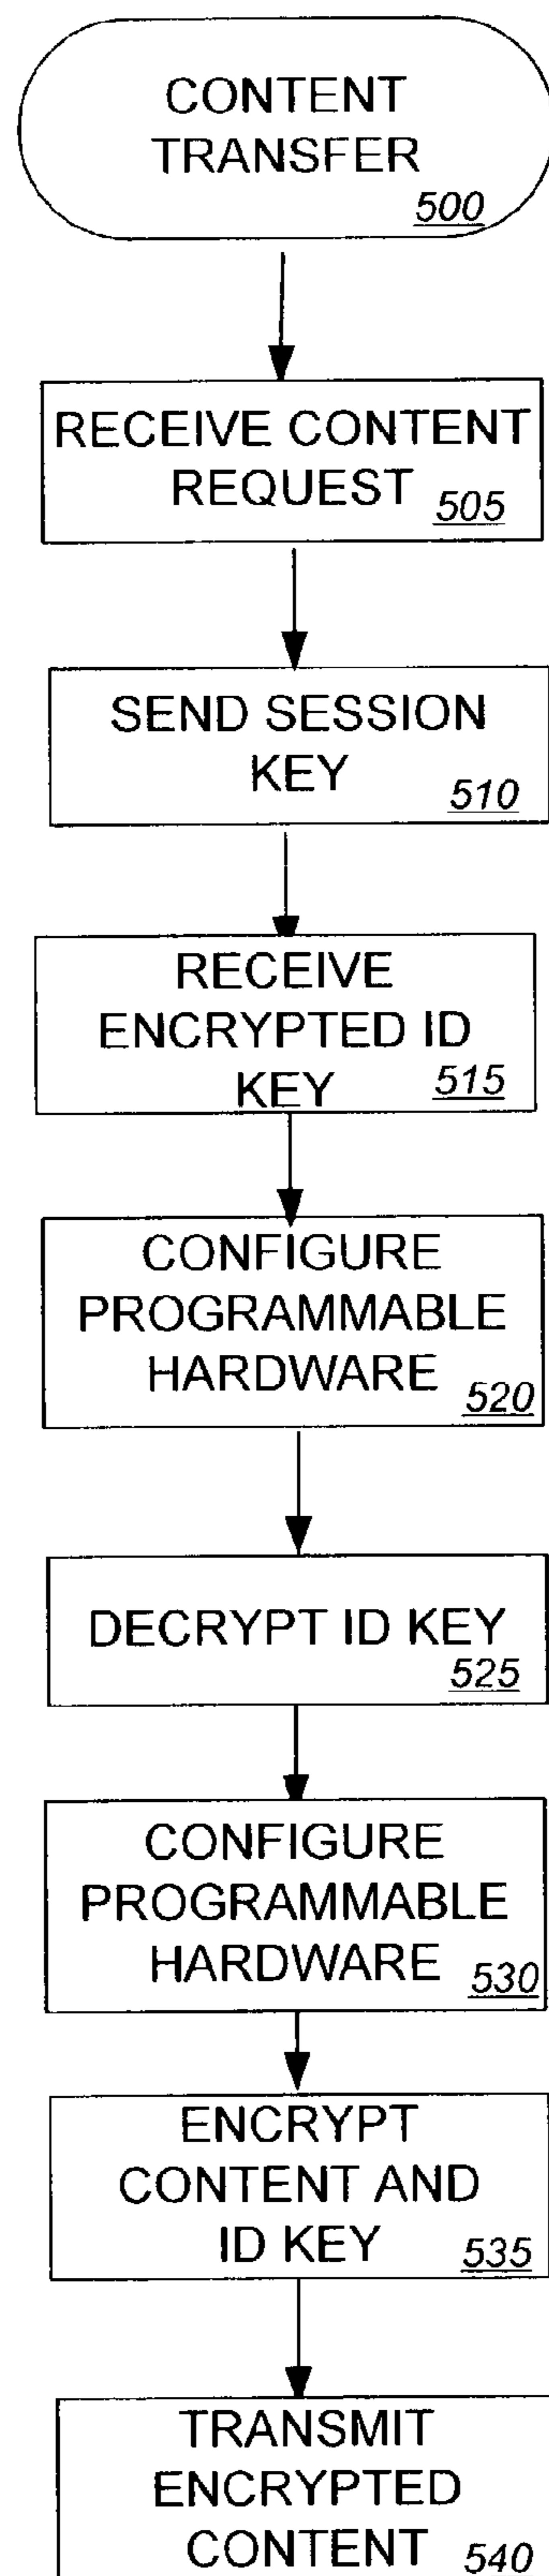 CONTENT
TRANSFER
500
RECEIVE CONTENT
REQUEST 505
SEND SESSION
KEY
510
RECEIVE
ENCRYPTED ID
KEY 515
CONFIGURE
PROGRAMMABLE
HARDWARE 520
DECRYPT ID KEY
525
CONFIGURE
PROGRAMMABLE
HARDWARE 530
ENCRYPT
CONTENT AND
ID KEY 535
TRANSMIT
ENCRYPTED
CONTENT 540